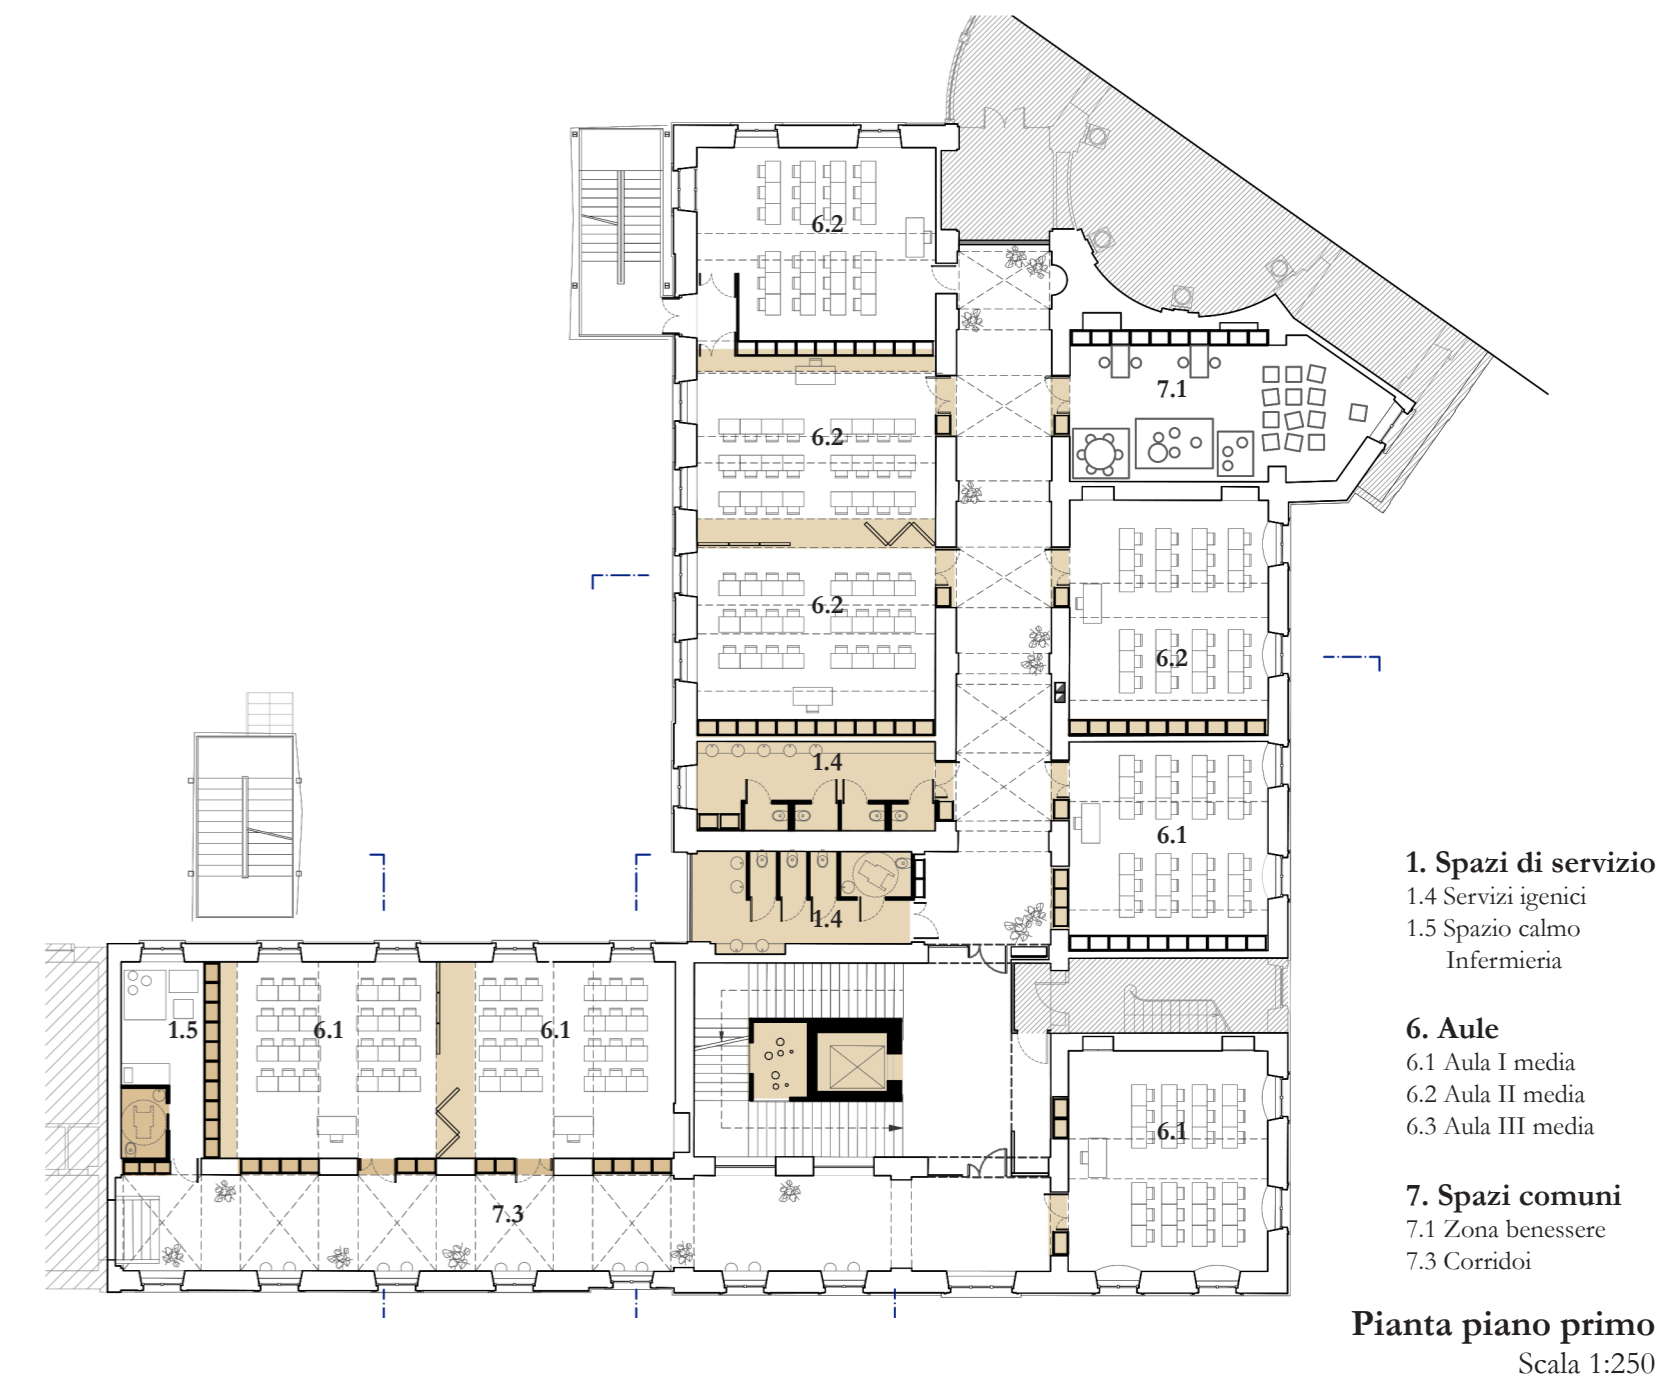 6.2
6.2
7.1
6.2
6.2
1.4
6.1
1.4
1.5
6.1
6.1
6.1
7.3
1. Spazi di servizio
1.4 Servizi igenici
1.5 Spazio calmo
Infermieria
6. Aule
6.1 Aula I media
6.2 Aula II media
6.3 Aula III media
7. Spazi comuni
7.1 Zona benessere
7.3 Corridoi
Pianta piano primo
Scala 1:250